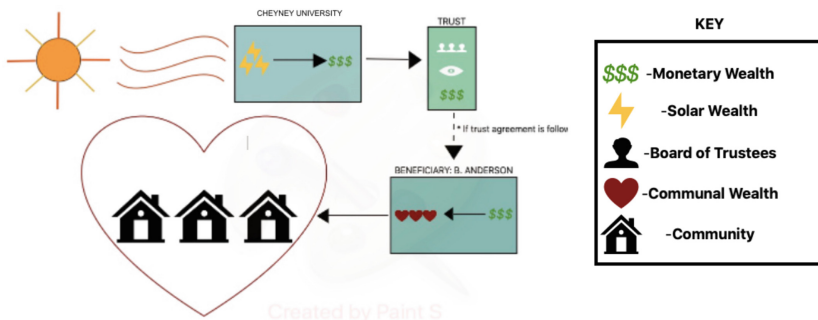 CHEYNEY UNIVERSITY
$$$
TRUST
$$$
* If trust agreement is follow
BENEFICIARY: B. ANDERSON
$$$
KEY
$$$ -Monetary Wealth
-Solar Wealth
-Board of Trustees
-Communal Wealth
-Community
Created by Paint S